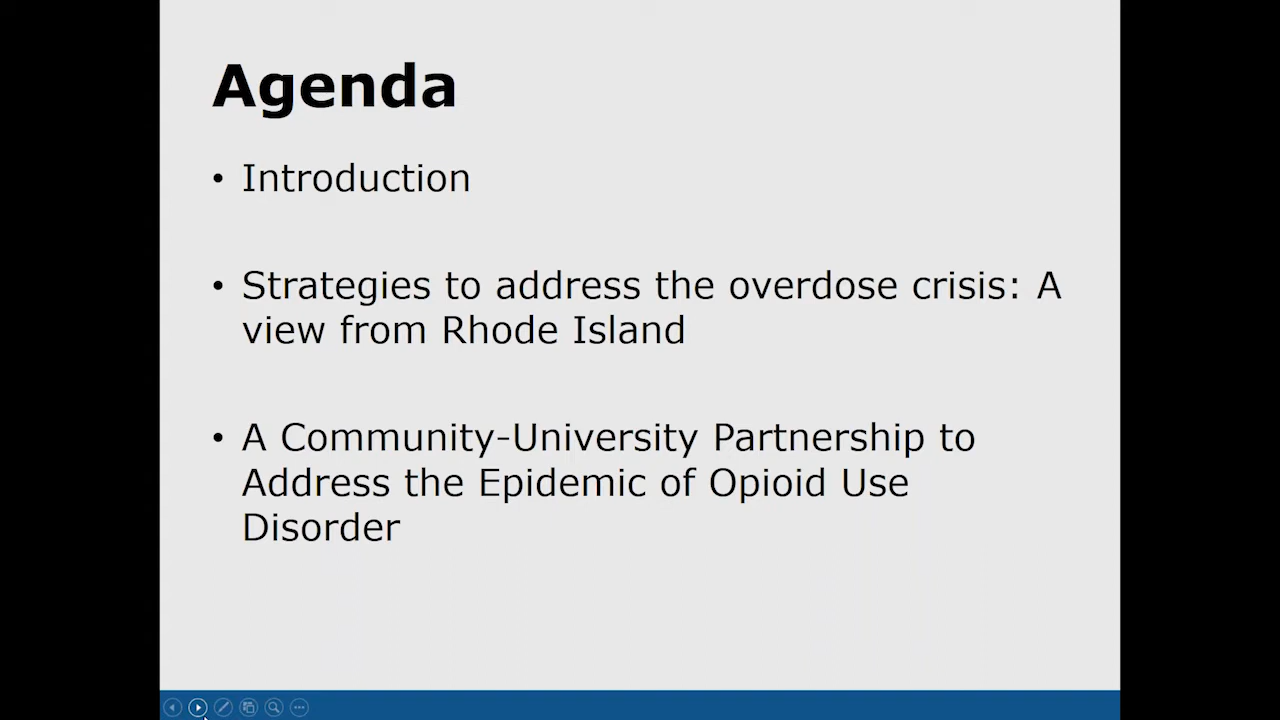 Agenda
• Introduction
• Strategies to address the overdose crisis: A
view from Rhode Island
• A Community-University Partnership to
Address the Epidemic of Opioid Use
Disorder